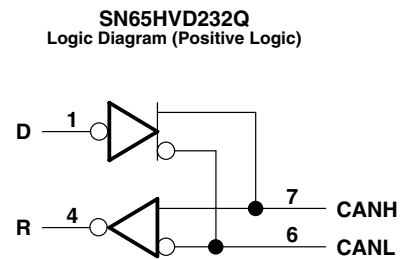 SN65HVD232Q
Logic Diagram (Positive Logic)
D 1
R 4
7 CANH
6 CANL